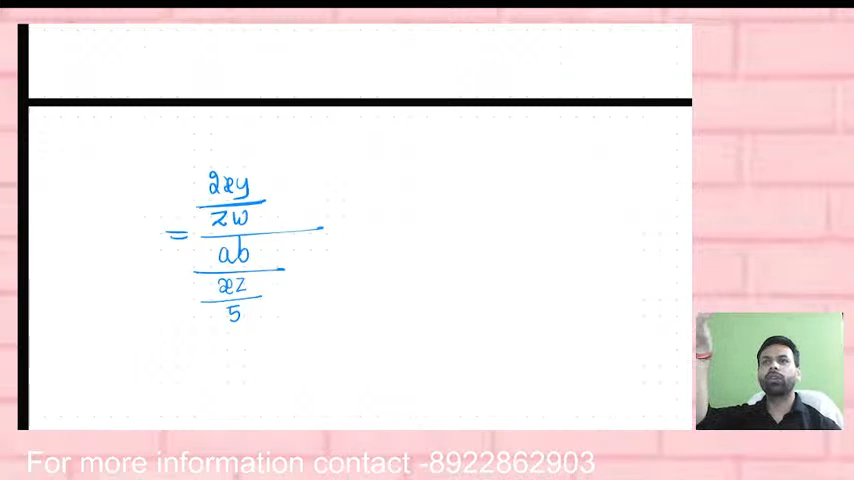 2xy
zw
=
ab
xz
5
For more information contact -8922862903